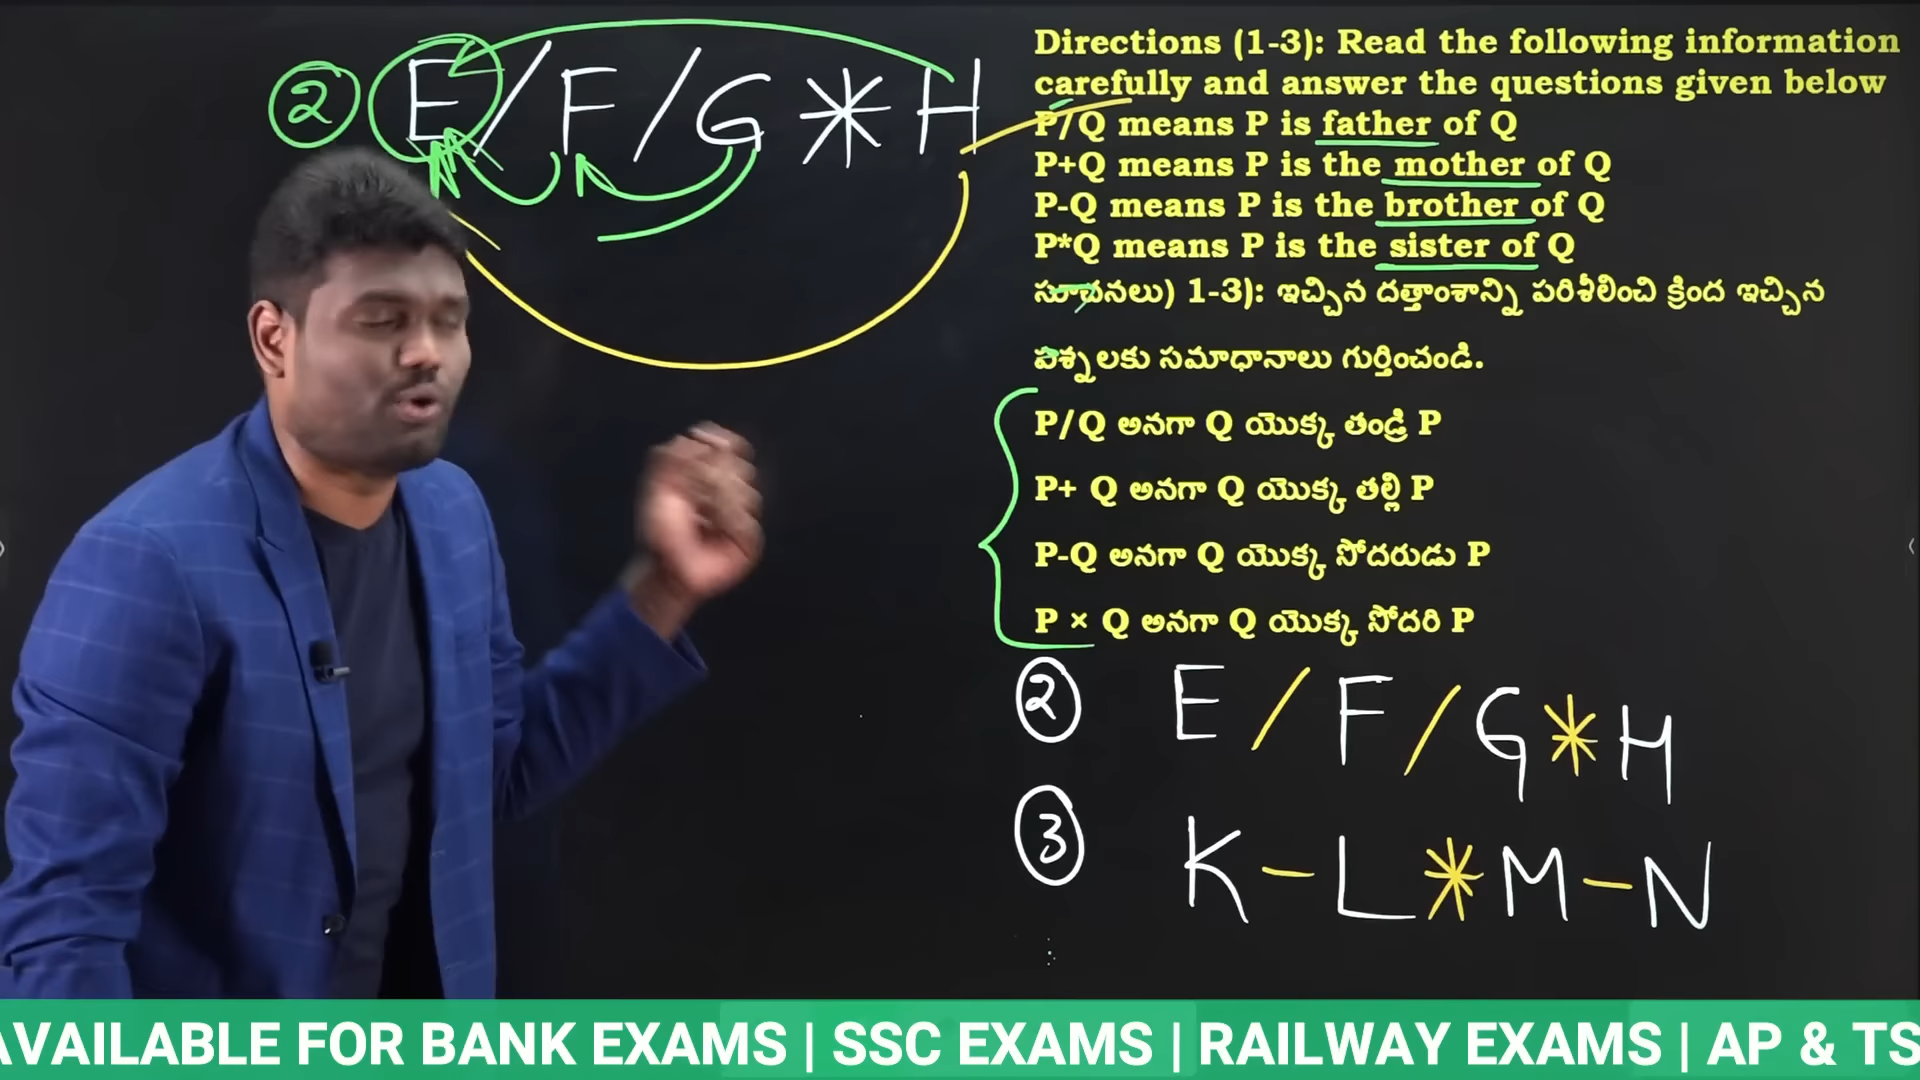 ② E / F / G * H
Directions (1-3): Read the following information
carefully and answer the questions given below
P/Q means P is father of Q
P+Q means P is the mother of Q
P-Q means P is the brother of Q
P*Q means P is the sister of Q
సూచనలు) 1-3): ఇచ్చిన దత్తాంశాన్ని పరిశీలించి క్రింద ఇచ్చిన
ప్రశ్నలకు సమాధానాలు గుర్తించండి.
P/Q అనగా Q యొక్క తండ్రి P
P+ Q అనగా Q యొక్క తల్లి P
P-Q అనగా Q యొక్క సోదరుడు P
P × Q అనగా Q యొక్క సోదరి P
② E / F / G * H
③ K - L * M - N
AVAILABLE FOR BANK EXAMS | SSC EXAMS | RAILWAY EXAMS | AP & TS